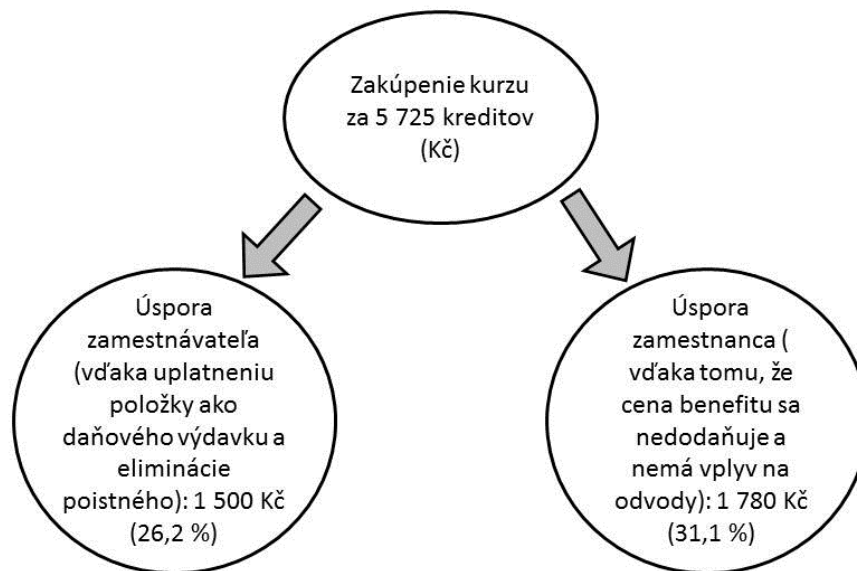 Zakúpenie kurzu
za 5 725 kreditov
(Kč)
Úspora
zamestnávateľa
(vďaka uplatneniu
položky ako
daňového výdavku a
eliminácie
poistného): 1 500 Kč
(26,2 %)
Úspora
zamestnanca (
vďaka tomu, že
cena benefitu sa
nedodaňuje a
nemá vplyv na
odvody): 1 780 Kč
(31,1 %)